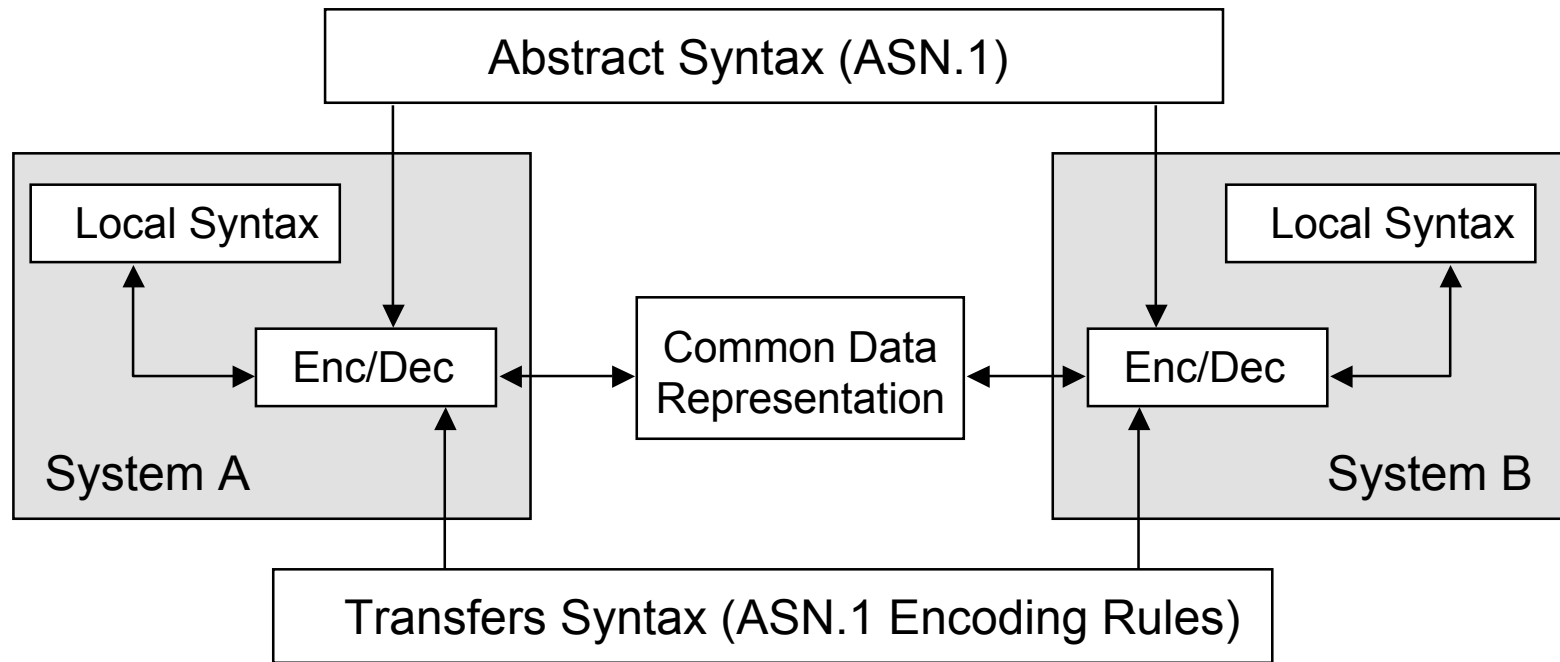 Abstract Syntax (ASN.1)
Local Syntax
Local Syntax
Enc/Dec
Common Data
Representation
Enc/Dec
System A
System B
Transfers Syntax (ASN.1 Encoding Rules)